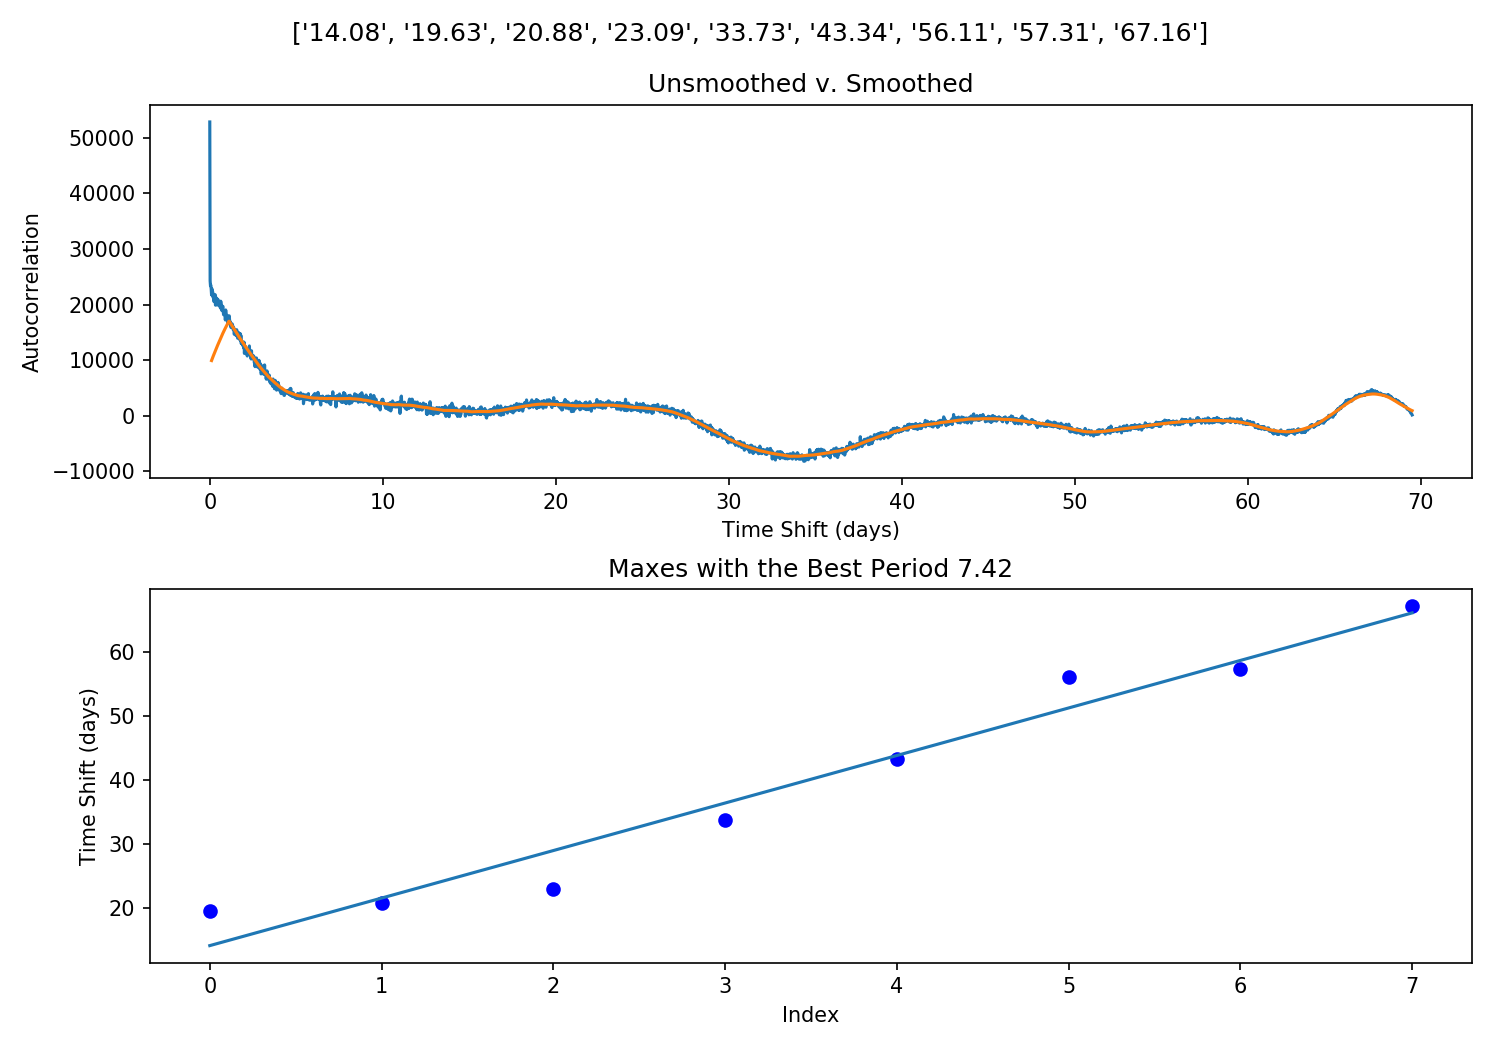 ['14.08', '19.63', '20.88', '23.09', '33.73', '43.34', '56.11', '57.31', '67.16']
Unsmoothed v. Smoothed
50000
40000
30000
20000
10000
0
−10000
Autocorrelation
0 10 20 30 40 50 60 70
Time Shift (days)
Maxes with the Best Period 7.42
60
50
40
30
20
Time Shift (days)
0 1 2 3 4 5 6 7
Index